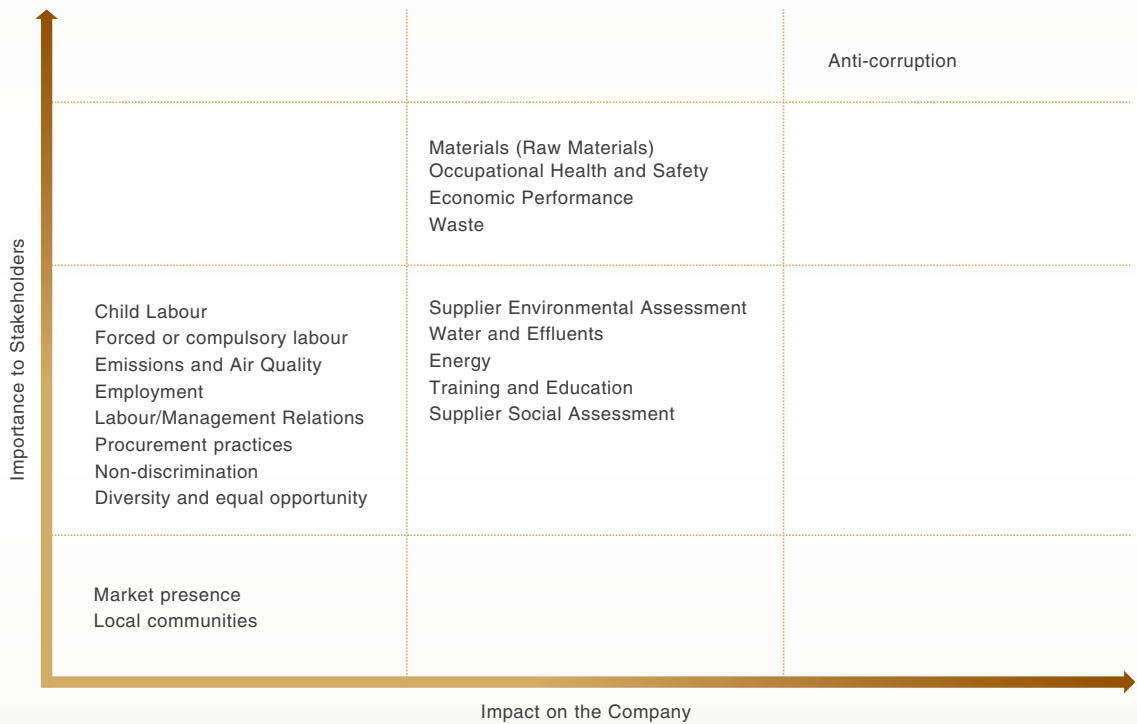 Importance to Stakeholders
Anti-corruption
Materials (Raw Materials)
Occupational Health and Safety
Economic Performance
Waste
Child Labour
Forced or compulsory labour
Emissions and Air Quality
Employment
Labour/Management Relations
Procurement practices
Non-discrimination
Diversity and equal opportunity
Supplier Environmental Assessment
Water and Effluents
Energy
Training and Education
Supplier Social Assessment
Market presence
Local communities
Impact on the Company